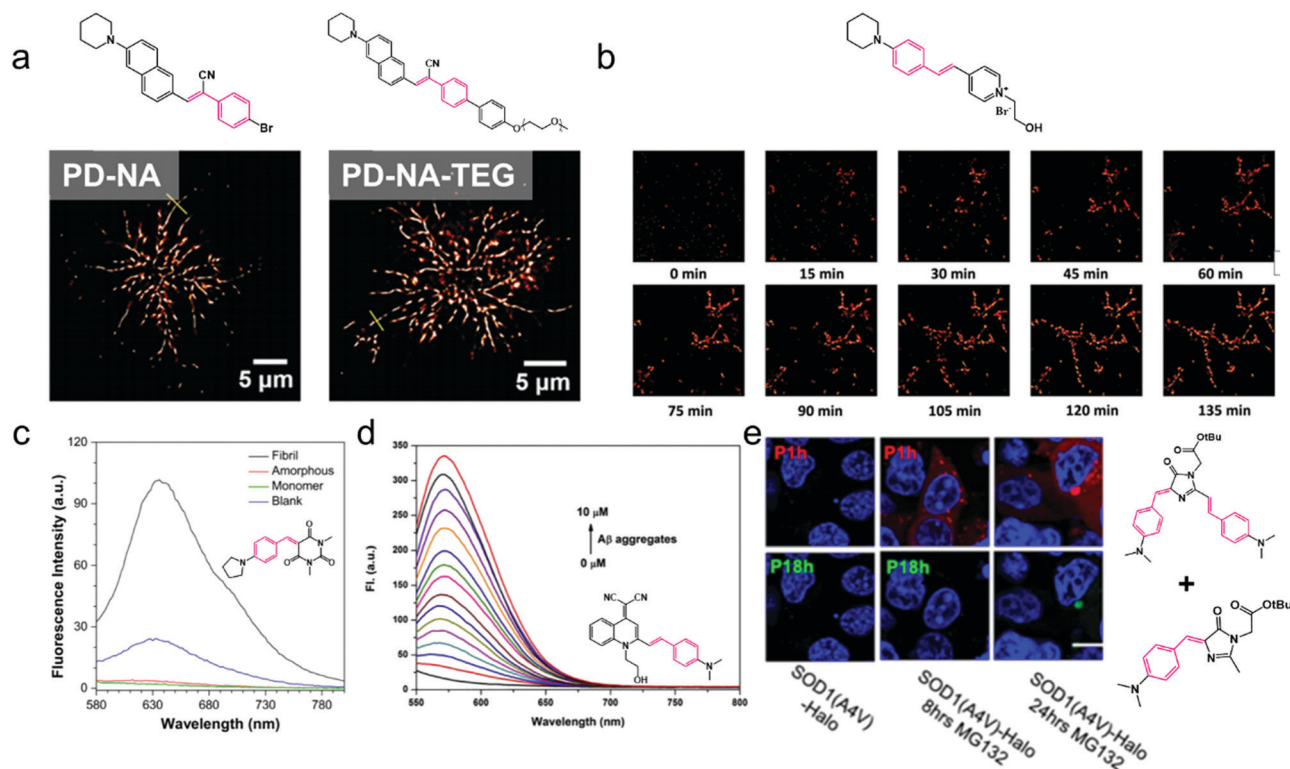 a
N
CN
Br
N
CN
O
O
PD-NA
5 µm
PD-NA-TEG
5 µm
b
N
N+
Br-
OH
0 min
15 min
30 min
45 min
60 min
75 min
90 min
105 min
120 min
135 min
c
Fluorescence Intensity (a.u.)
120
90
60
30
0
580
630
680
730
780
Wavelength (nm)
Fibril
Amorphous
Monomer
Blank
N
O
N
O
N
O
d
FI. (a.u.)
350
300
250
200
150
100
50
0
550
600
650
700
750
800
Wavelength (nm)
10 µM
Aβ aggregates
0 µM
NC
CN
N
OH
N
e
P1h
P1h
P18h
P18h
SOD1(A4V)
-Halo
SOD1(A4V)-Halo
8hrs MG132
SOD1(A4V)-Halo
24hrs MG132
OtBu
O
O
N
N
N
N
+
O
OtBu
O
N
N
N